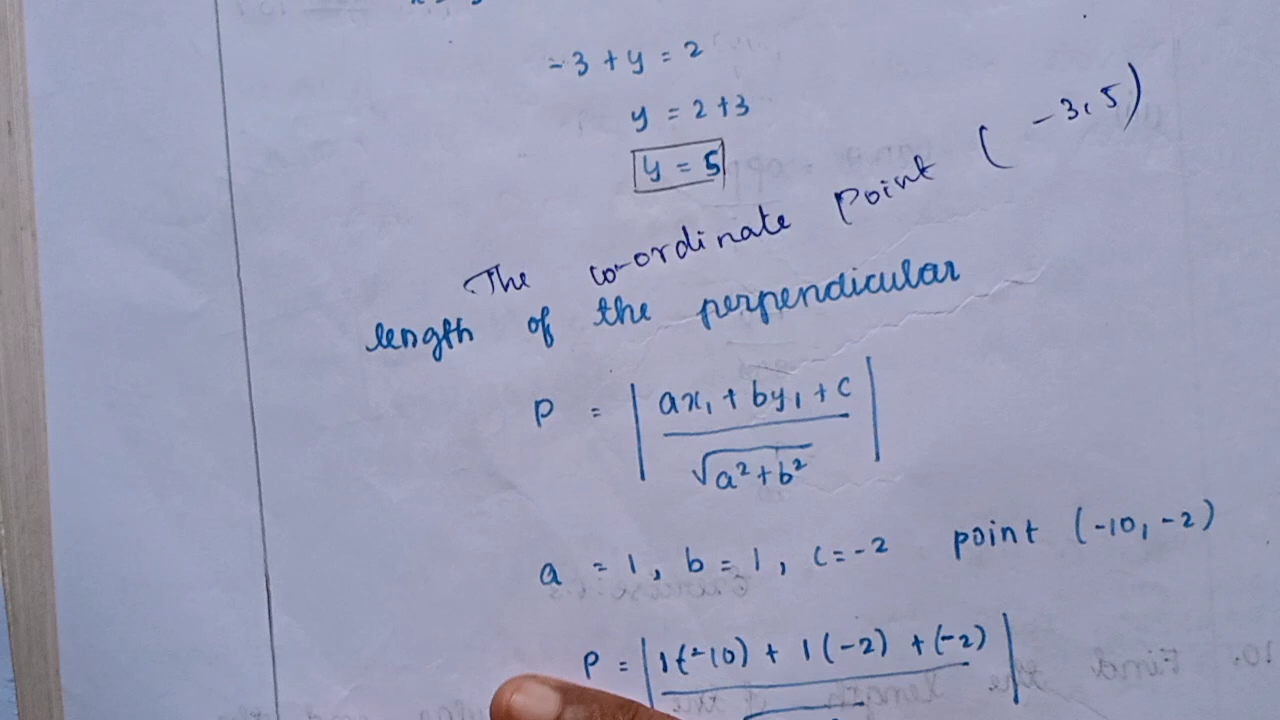 -3 + y = 2
y = 2 + 3
y = 5
The co-ordinate point (-3, 5)
length of the perpendicular
P = | ax₁ + by₁ + c / √a² + b² |
a = 1, b = 1, c = -2 point (-10, -2)
P = | 1(-10) + 1(-2) + (-2) |